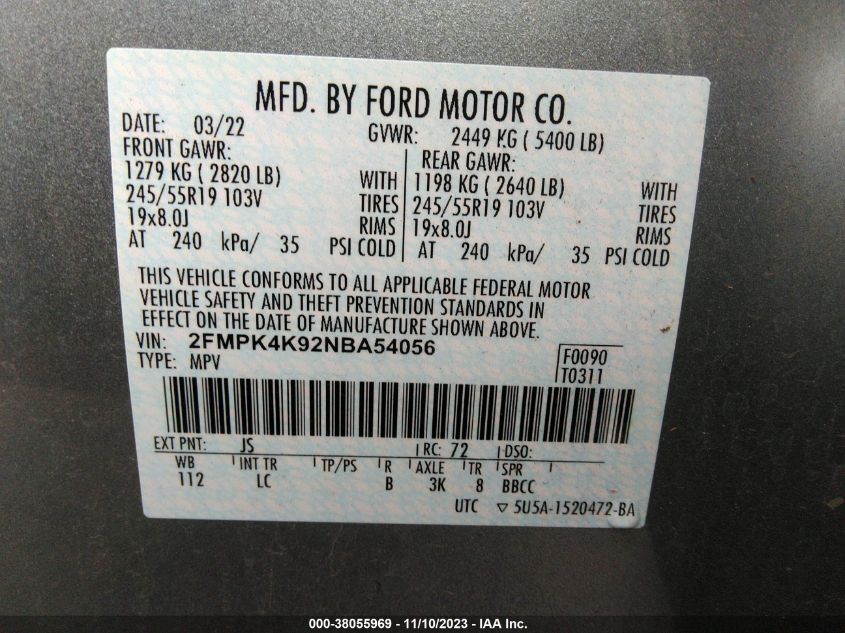 MFD. BY FORD MOTOR CO.
DATE: 03/22 GVWR: 2449 KG ( 5400 LB)
FRONT GAWR: REAR GAWR:
1279 KG ( 2820 LB) WITH 1198 KG ( 2640 LB) WITH
245/55R19 103V TIRES 245/55R19 103V TIRES
19x8.0J RIMS 19x8.0J RIMS
AT 240 kPa/ 35 PSI COLD AT 240 kPa/ 35 PSI COLD
THIS VEHICLE CONFORMS TO ALL APPLICABLE FEDERAL MOTOR
VEHICLE SAFETY AND THEFT PREVENTION STANDARDS IN
EFFECT ON THE DATE OF MANUFACTURE SHOWN ABOVE.
VIN: 2FMPK4K92NBA54056 F0090
TYPE: MPV T0311
EXT PNT: JS RC: 72 DSO:
WB INT TR TP/PS R AXLE TR SPR
112 LC B 3K 8 BBCC
UTC ▽ 5U5A-1520472-BA
000-38055969 - 11/10/2023 - IAA Inc.